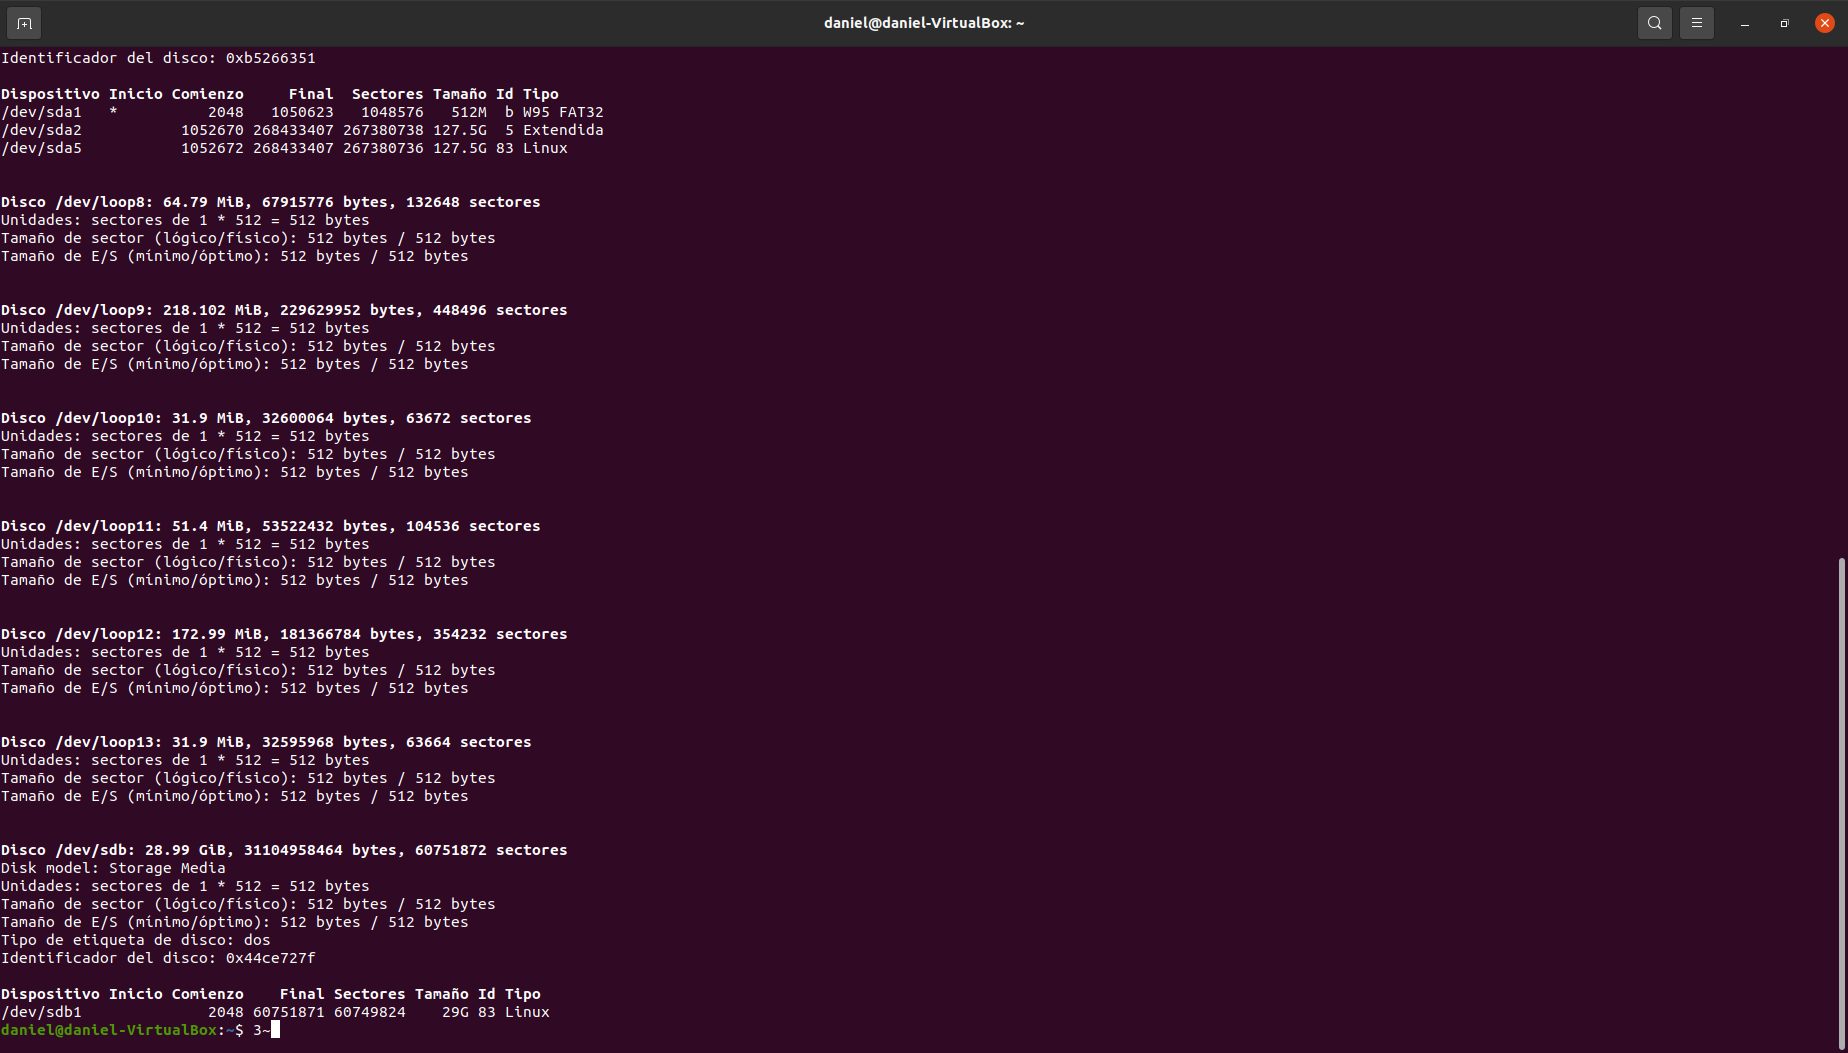 daniel@daniel-VirtualBox: ~
Identificador del disco: 0xb5266351
Dispositivo Inicio Comienzo     Final  Sectores Tamaño Id Tipo
/dev/sda1   *          2048   1050623   1048576   512M  b W95 FAT32
/dev/sda2           1052670 268433407 267380738 127.5G  5 Extendida
/dev/sda5           1052672 268433407 267380736 127.5G 83 Linux
Disco /dev/loop8: 64.79 MiB, 67915776 bytes, 132648 sectores
Unidades: sectores de 1 * 512 = 512 bytes
Tamaño de sector (lógico/físico): 512 bytes / 512 bytes
Tamaño de E/S (mínimo/óptimo): 512 bytes / 512 bytes
Disco /dev/loop9: 218.102 MiB, 229629952 bytes, 448496 sectores
Unidades: sectores de 1 * 512 = 512 bytes
Tamaño de sector (lógico/físico): 512 bytes / 512 bytes
Tamaño de E/S (mínimo/óptimo): 512 bytes / 512 bytes
Disco /dev/loop10: 31.9 MiB, 32600064 bytes, 63672 sectores
Unidades: sectores de 1 * 512 = 512 bytes
Tamaño de sector (lógico/físico): 512 bytes / 512 bytes
Tamaño de E/S (mínimo/óptimo): 512 bytes / 512 bytes
Disco /dev/loop11: 51.4 MiB, 53522432 bytes, 104536 sectores
Unidades: sectores de 1 * 512 = 512 bytes
Tamaño de sector (lógico/físico): 512 bytes / 512 bytes
Tamaño de E/S (mínimo/óptimo): 512 bytes / 512 bytes
Disco /dev/loop12: 172.99 MiB, 181366784 bytes, 354232 sectores
Unidades: sectores de 1 * 512 = 512 bytes
Tamaño de sector (lógico/físico): 512 bytes / 512 bytes
Tamaño de E/S (mínimo/óptimo): 512 bytes / 512 bytes
Disco /dev/loop13: 31.9 MiB, 32595968 bytes, 63664 sectores
Unidades: sectores de 1 * 512 = 512 bytes
Tamaño de sector (lógico/físico): 512 bytes / 512 bytes
Tamaño de E/S (mínimo/óptimo): 512 bytes / 512 bytes
Disco /dev/sdb: 28.99 GiB, 31104958464 bytes, 60751872 sectores
Disk model: Storage Media
Unidades: sectores de 1 * 512 = 512 bytes
Tamaño de sector (lógico/físico): 512 bytes / 512 bytes
Tamaño de E/S (mínimo/óptimo): 512 bytes / 512 bytes
Tipo de etiqueta de disco: dos
Identificador del disco: 0x44ce727f
Dispositivo Inicio Comienzo    Final Sectores Tamaño Id Tipo
/dev/sdb1              2048 60751871 60749824    29G 83 Linux
daniel@daniel-VirtualBox:~$ 3~